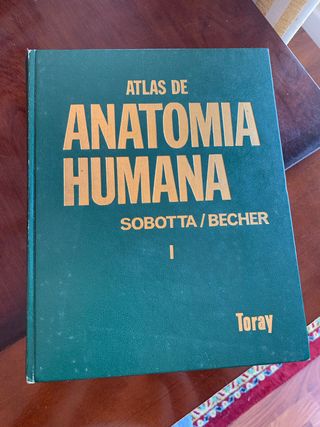 ATLAS DE
ANATOMIA
HUMANA
SOBOTTA/BECHER
I
Toray